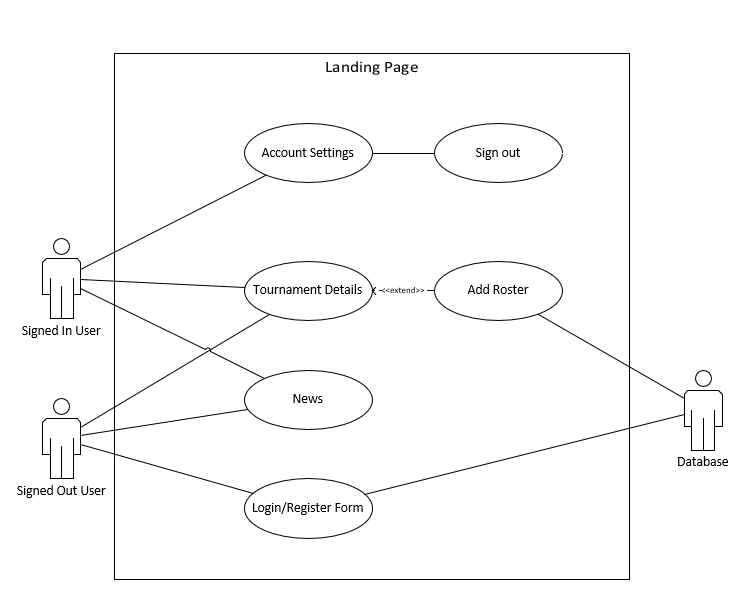 Landing Page
Account Settings
Sign out
Signed In User
Tournament Details
<<extend>>
Add Roster
News
Signed Out User
Database
Login/Register Form